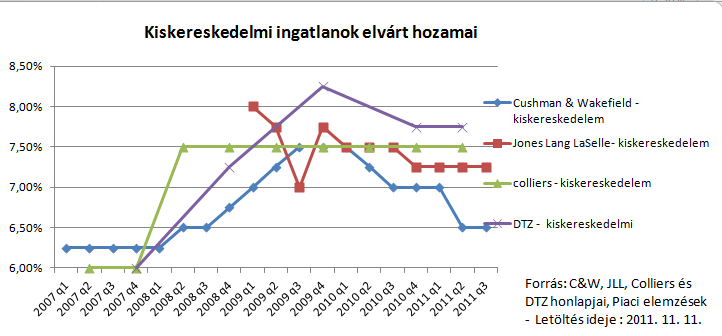 Kiskereskedelmi ingatlanok elvárt hozamai
8,50%
8,00%
7,50%
7,00%
6,50%
6,00%
2007 q1
2007 q2
2007 q3
2007 q4
2008 q1
2008 q2
2008 q3
2008 q4
2009 q1
2009 q2
2009 q3
2009 q4
2010 q1
2010 q2
2010 q3
2010 q4
2011 q1
2011 q2
2011 q3
Cushman & Wakefield -
kiskereskedelem
Jones Lang LaSelle- kiskereskedelem
colliers - kiskereskedelem
DTZ - kiskereskedelmi
Forrás: C&W, JLL, Colliers és
DTZ honlapjai, Piaci elemzések
- Letöltés ideje : 2011. 11. 11.